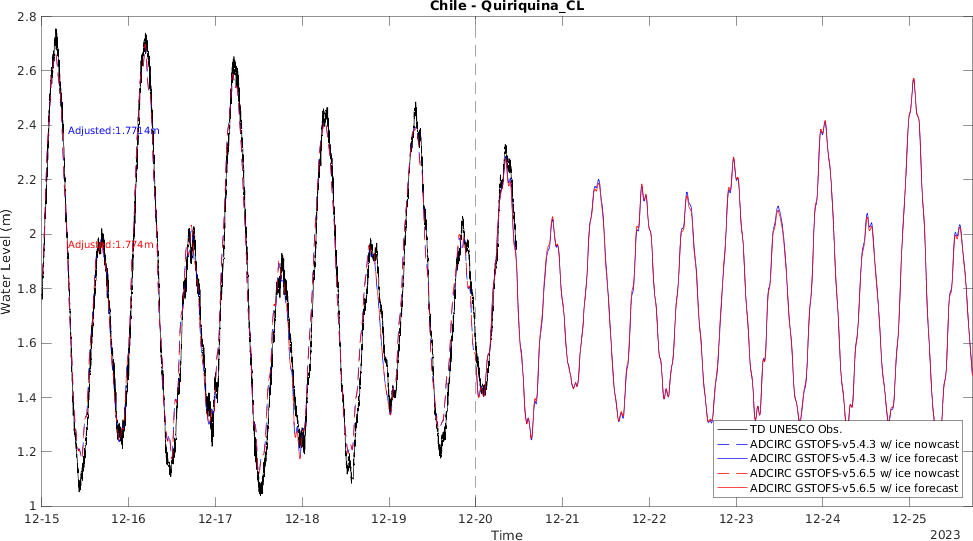 Chile - Quiriquina_CL
2.8
2.6
2.4
2.2
2
1.8
1.6
1.4
1.2
1
Water Level (m)
Adjusted:1.7714m
Adjusted:1.774m
TD UNESCO Obs.
ADCIRC GSTOFS-v5.4.3 w/ ice nowcast
ADCIRC GSTOFS-v5.4.3 w/ ice forecast
ADCIRC GSTOFS-v5.6.5 w/ ice nowcast
ADCIRC GSTOFS-v5.6.5 w/ ice forecast
12-15 12-16 12-17 12-18 12-19 12-20 12-21 12-22 12-23 12-24 12-25
Time
2023